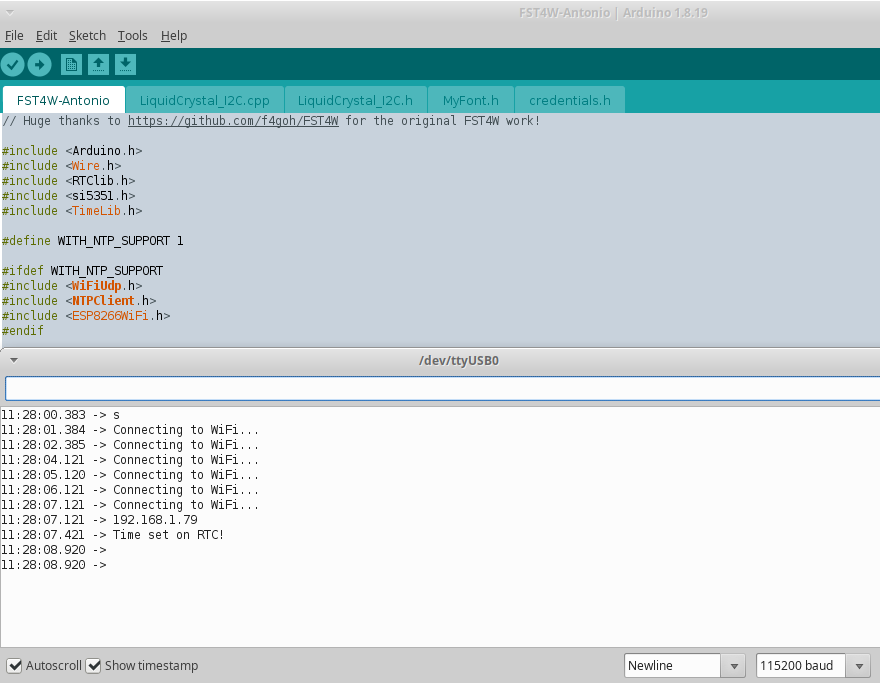 FST4W-Antonio | Arduino 1.8.19
File Edit Sketch Tools Help
FST4W-Antonio LiquidCrystal_I2C.cpp LiquidCrystal_I2C.h MyFont.h credentials.h
// Huge thanks to https://github.com/f4goh/FST4W for the original FST4W work!
#include <Arduino.h>
#include <Wire.h>
#include <RTClib.h>
#include <si5351.h>
#include <TimeLib.h>
#define WITH_NTP_SUPPORT 1
#ifdef WITH_NTP_SUPPORT
#include <WiFiUdp.h>
#include <NTPClient.h>
#include <ESP8266WiFi.h>
#endif
/dev/ttyUSB0
11:28:00.383 -> s
11:28:01.384 -> Connecting to WiFi...
11:28:02.385 -> Connecting to WiFi...
11:28:04.121 -> Connecting to WiFi...
11:28:05.120 -> Connecting to WiFi...
11:28:06.121 -> Connecting to WiFi...
11:28:07.121 -> Connecting to WiFi...
11:28:07.121 -> 192.168.1.79
11:28:07.421 -> Time set on RTC!
11:28:08.920 ->
11:28:08.920 ->
Autoscroll Show timestamp Newline 115200 baud